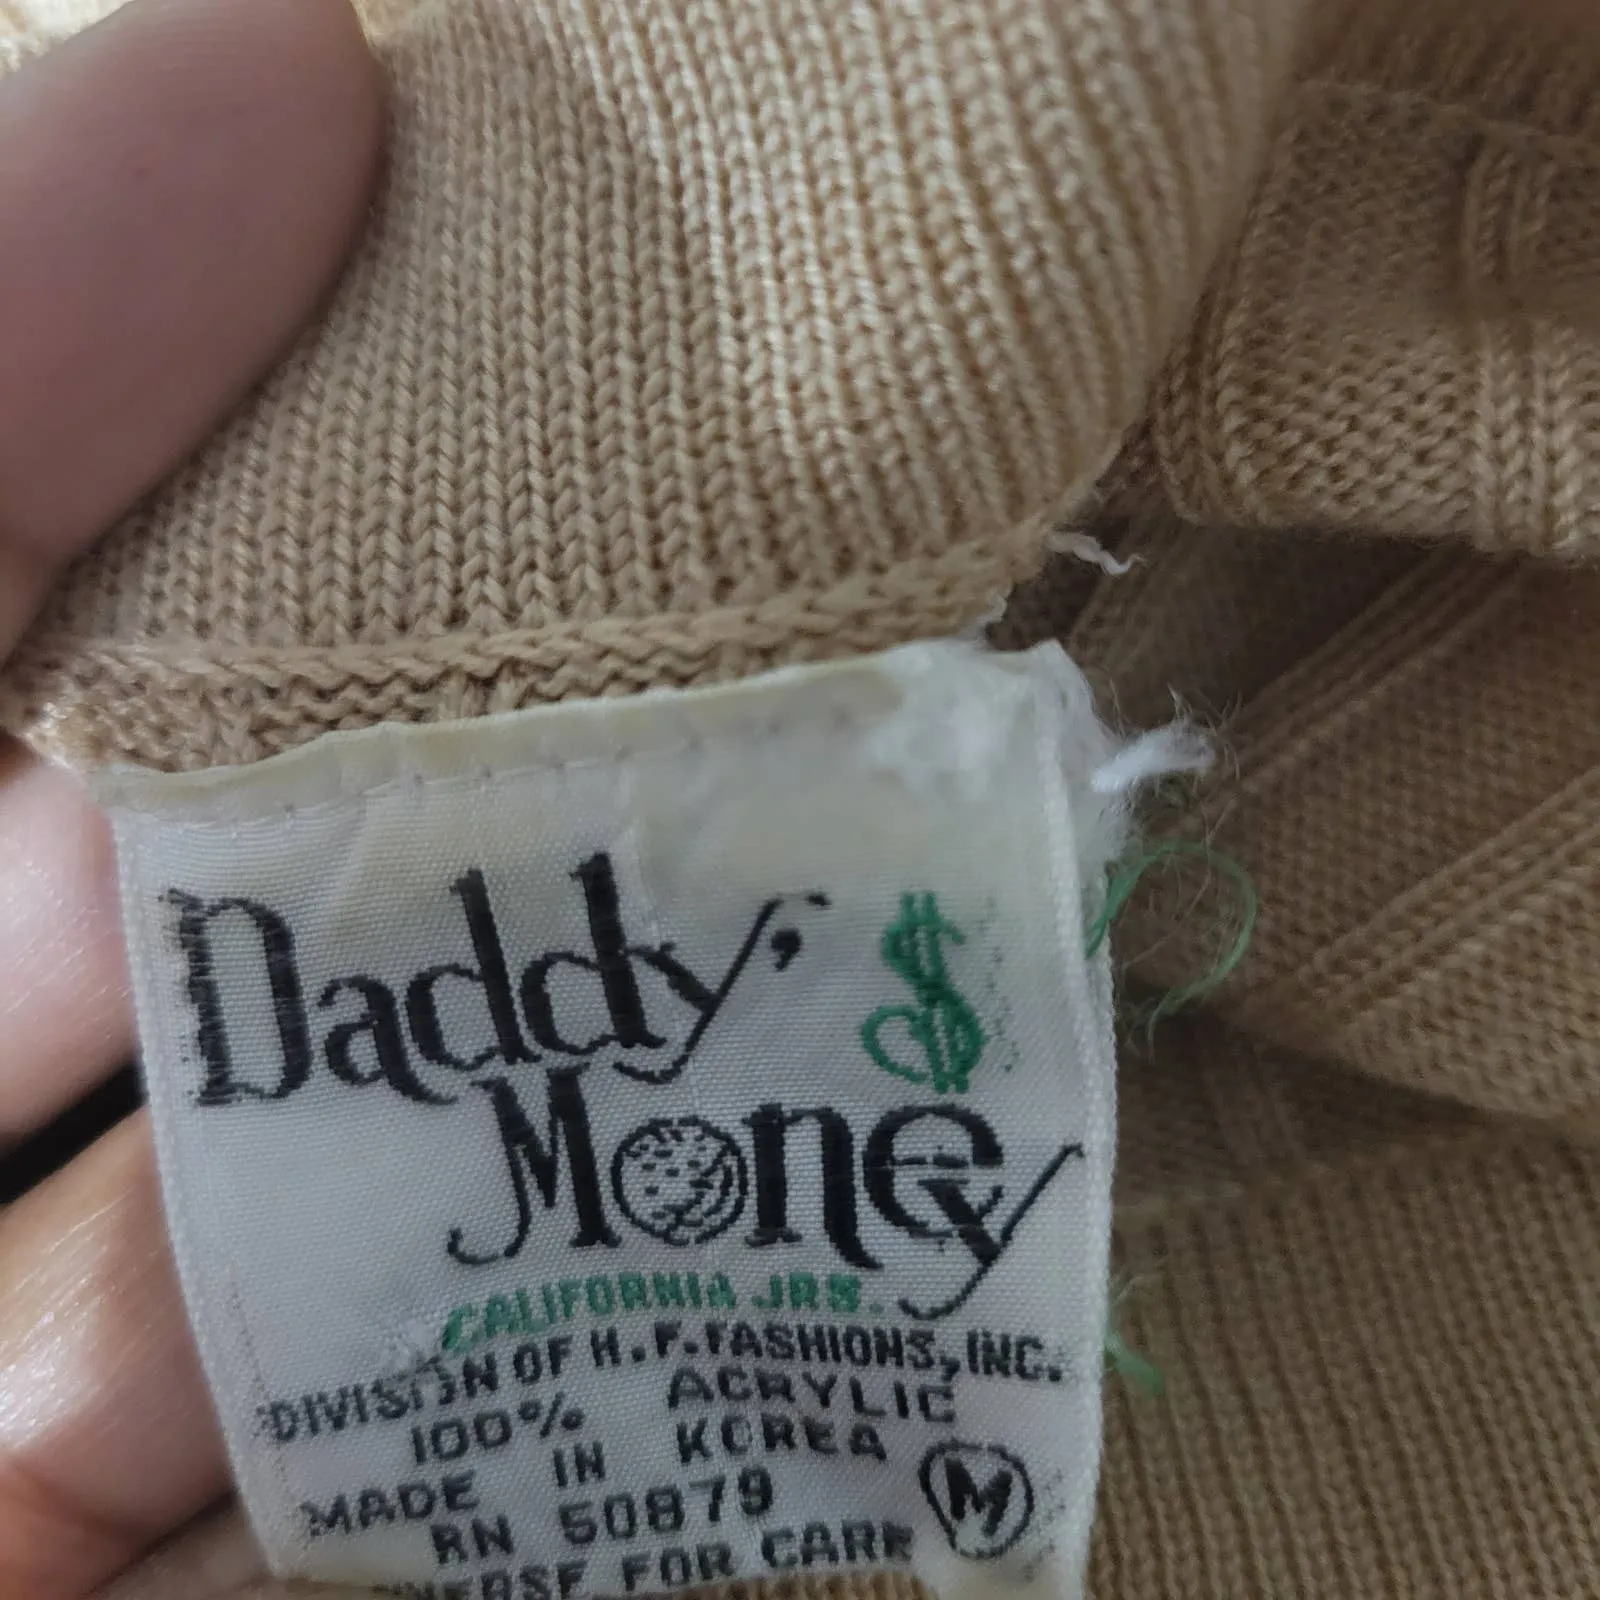 Daddy'$
Money
CALIFORNIA JRS.
DIVISION OF H.F. FASHIONS, INC.
100% ACRYLIC
MADE IN KOREA
RN 50879 M
FOR CARE